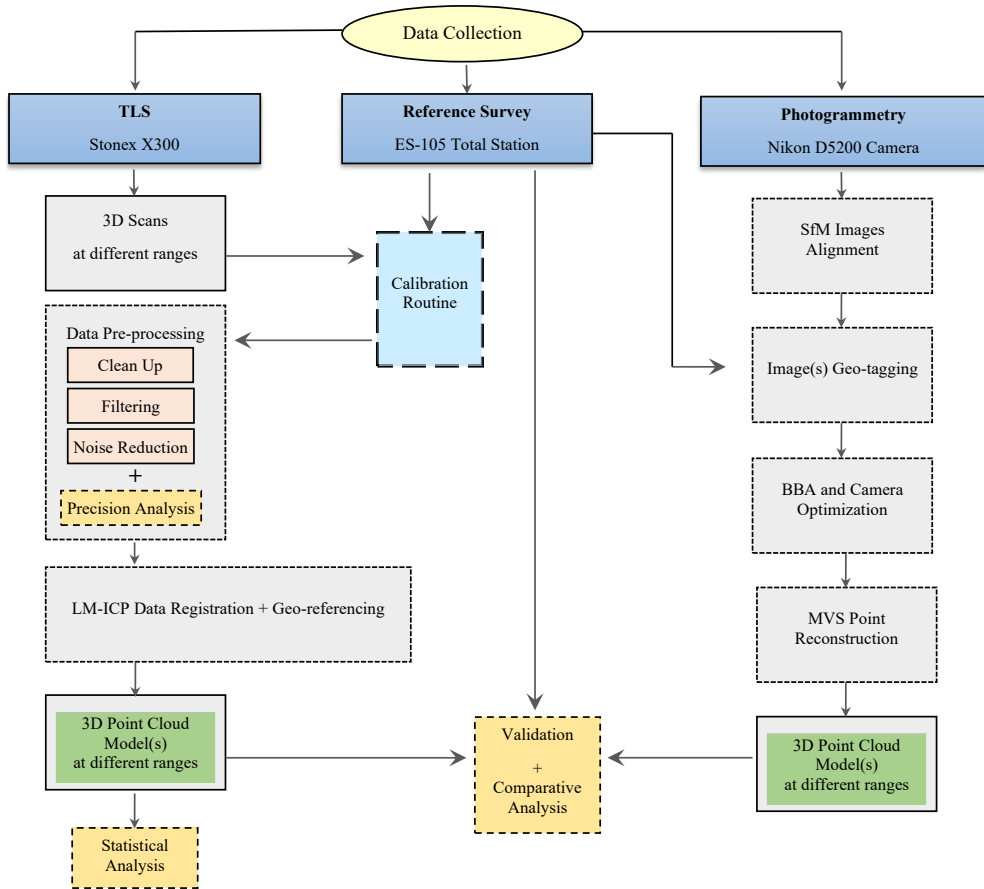 Data Collection
TLS
Stonex X300
Reference Survey
ES-105 Total Station
Photogrammetry
Nikon D5200 Camera
3D Scans
at different ranges
Calibration
Routine
SfM Images
Alignment
Data Pre-processing
Clean Up
Filtering
Noise Reduction
+
Precision Analysis
Image(s) Geo-tagging
BBA and Camera
Optimization
LM-ICP Data Registration + Geo-referencing
MVS Point
Reconstruction
3D Point Cloud
Model(s)
at different ranges
Validation
+
Comparative
Analysis
3D Point Cloud
Model(s)
at different ranges
Statistical
Analysis